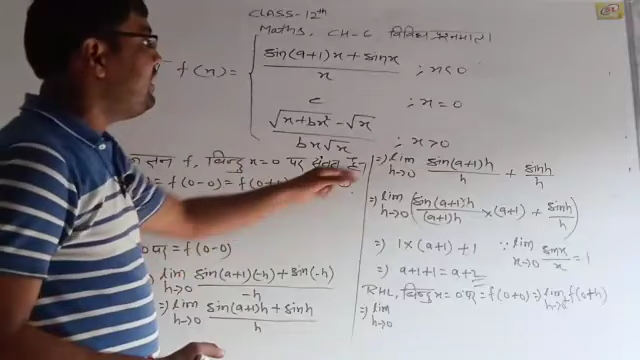 CLASS-12th
Maths, CH-6 विविध प्रश्नमाला
f(x) = { sin(a+1)x + sinx / x ; x<0
c ; x=0
√x+bx² - √x / bx√x ; x>0
फलन f, बिन्दु x=0 पर
= f(0-0) = f(0+
पर = f(0-0)
lim h→0 sin(a+1)(-h) + sin(-h) / -h
⇒ lim h→0 sin(a+1)h + sinh / h
⇒ lim h→0 sin(a+1)h / h + sinh / h
⇒ lim h→0 ( sin(a+1)h / (a+1)h × (a+1) + sinh / h )
⇒ 1×(a+1) + 1 ∵ lim x→0 sinx / x = 1
⇒ a+1+1 = a+2
RHL, बिन्दु x=0 पर = f(0+0) ⇒ lim h→0 f(0+h)
⇒ lim h→0